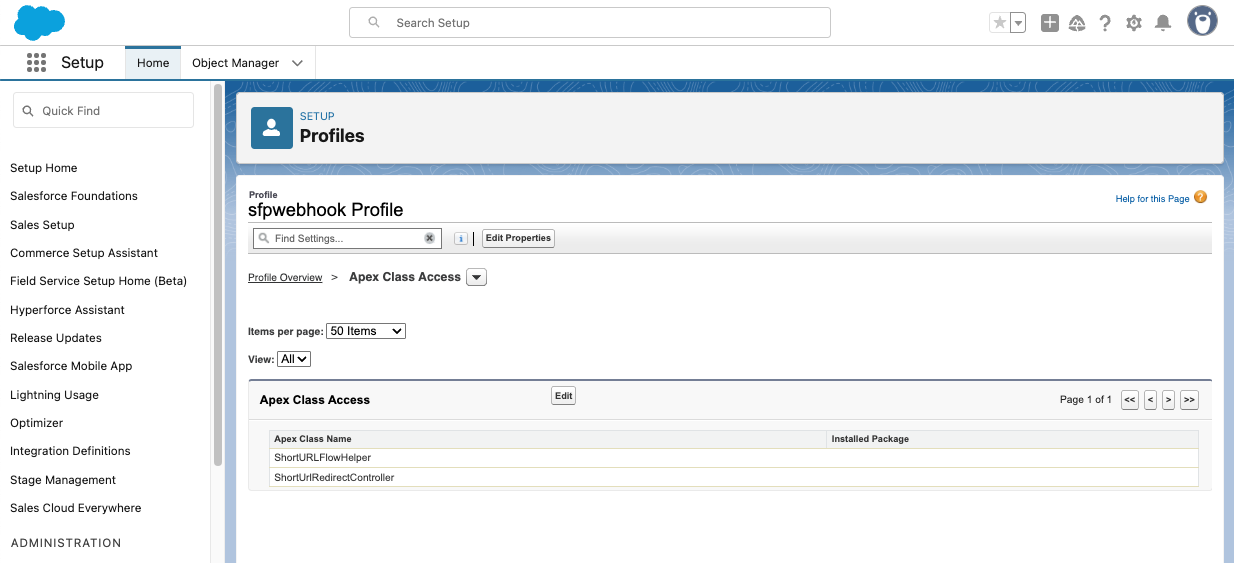 Search Setup
Setup
Home
Object Manager
Quick Find
Setup Home
Salesforce Foundations
Sales Setup
Commerce Setup Assistant
Field Service Setup Home (Beta)
Hyperforce Assistant
Release Updates
Salesforce Mobile App
Lightning Usage
Optimizer
Integration Definitions
Stage Management
Sales Cloud Everywhere
ADMINISTRATION
SETUP
Profiles
Profile
sfpwebhook Profile
Help for this Page ?
Find Settings...
i | Edit Properties
Profile Overview > Apex Class Access
Items per page: 50 Items
View: All
Apex Class Access Edit Page 1 of 1 << < > >>
Apex Class Name Installed Package
ShortURLFlowHelper
ShortUrlRedirectController